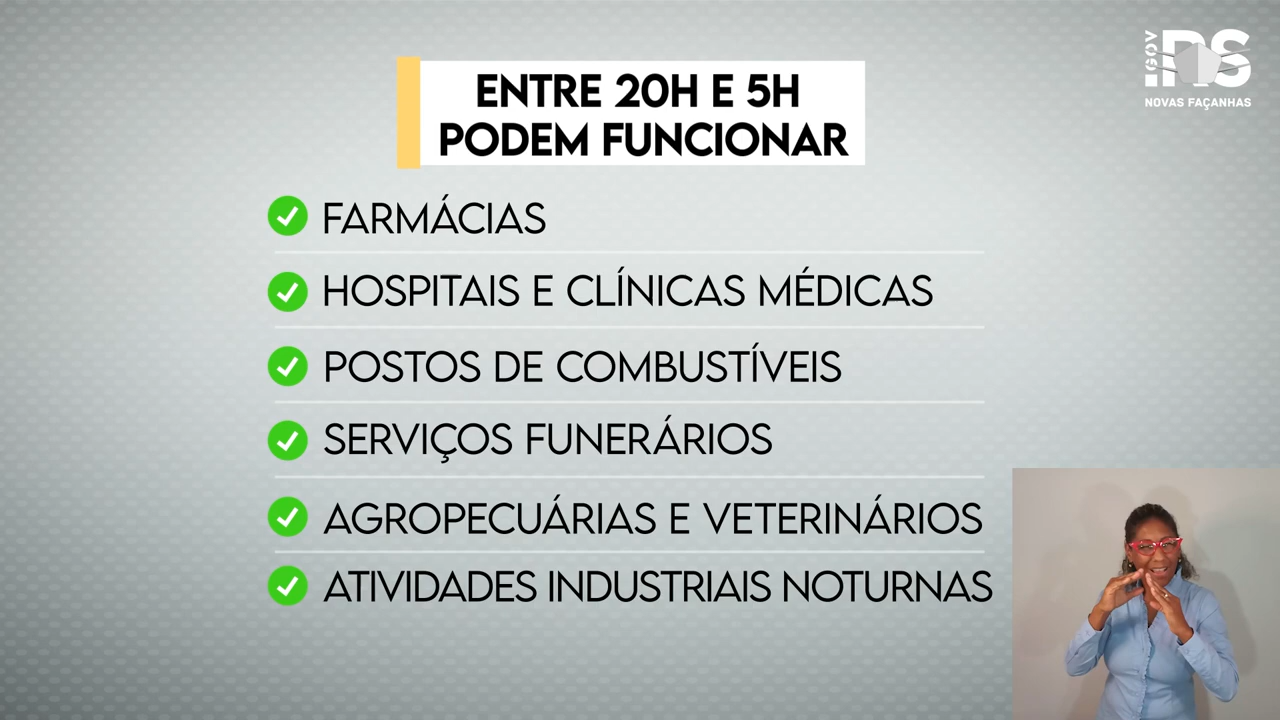 ENTRE 20H E 5H
PODEM FUNCIONAR
GOV
RS
NOVAS FAÇANHAS
FARMÁCIAS
HOSPITAIS E CLÍNICAS MÉDICAS
POSTOS DE COMBUSTÍVEIS
SERVIÇOS FUNERÁRIOS
AGROPECUÁRIAS E VETERINÁRIOS
ATIVIDADES INDUSTRIAIS NOTURNAS